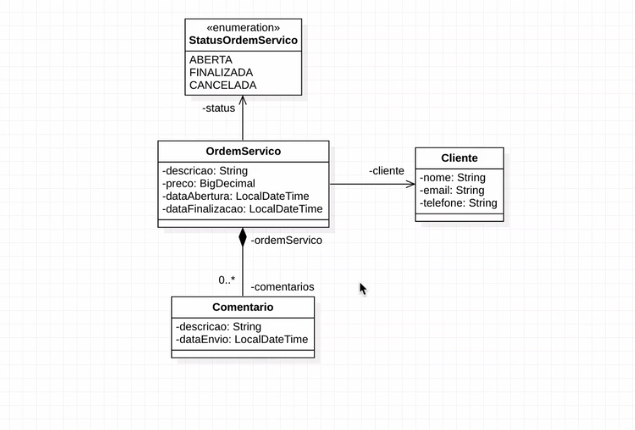 «enumeration»
StatusOrdemServico
ABERTA
FINALIZADA
CANCELADA
-status
OrdemServico
-descricao: String
-preco: BigDecimal
-dataAbertura: LocalDateTime
-dataFinalizacao: LocalDateTime
-cliente
Cliente
-nome: String
-email: String
-telefone: String
-ordemServico
0..*
-comentarios
Comentario
-descricao: String
-dataEnvio: LocalDateTime